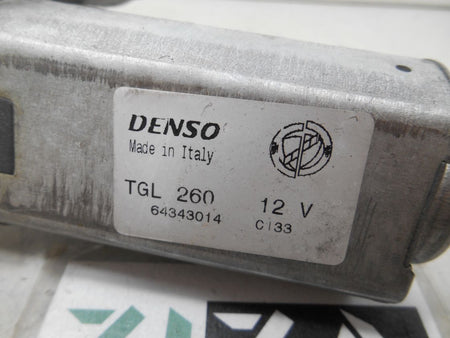 DENSO
Made in Italy
TGL 260 12 V
64343014 C133